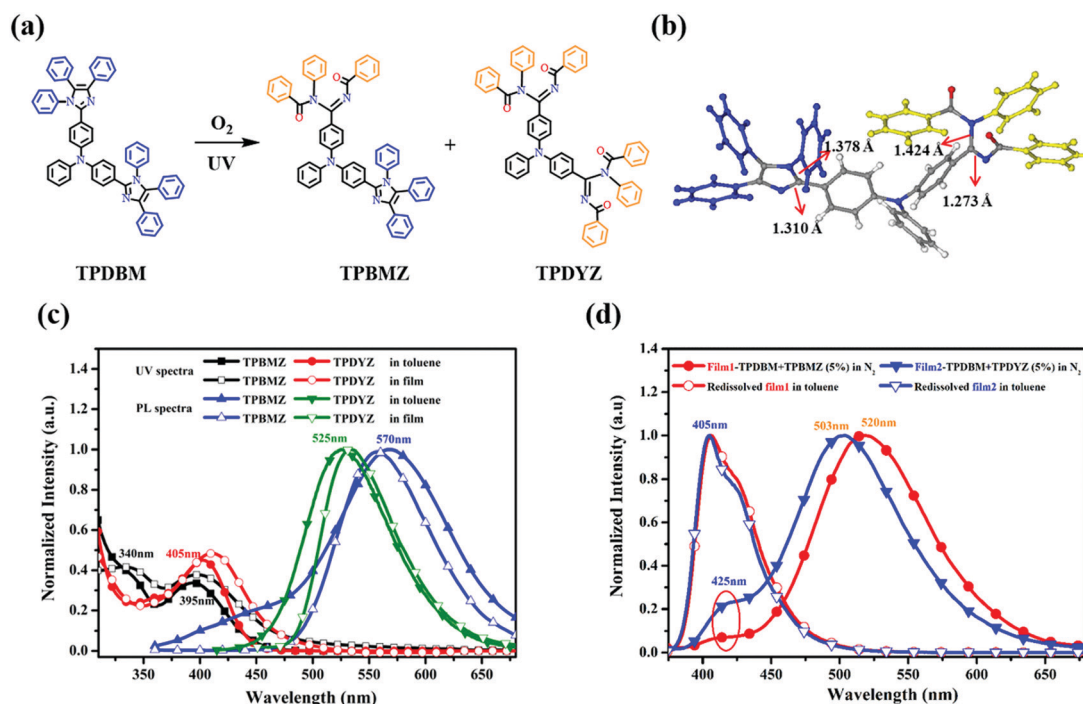 (a)
O₂
UV
+
TPDBM
TPBMZ
TPDYZ
(b)
1.378 Å
1.424 Å
1.310 Å
1.273 Å
(c)
UV spectra
PL spectra
TPBMZ TPDYZ in toluene
TPBMZ TPDYZ in film
TPBMZ TPDYZ in toluene
TPBMZ TPDYZ in film
525nm
570nm
340nm
405nm
395nm
Normalized Intensity (a.u.)
1.4
1.2
1.0
0.8
0.6
0.4
0.2
0.0
350 400 450 500 550 600 650
Wavelength (nm)
(d)
Film1-TPDBM+TPBMZ (5%) in N₂
Film2-TPDBM+TPDYZ (5%) in N₂
Redissolved film1 in toluene
Redissolved film2 in toluene
405nm
503nm
520nm
425nm
Normalized Intensity (a.u)
1.4
1.2
1.0
0.8
0.6
0.4
0.2
0.0
400 450 500 550 600 650
Wavelength (nm)